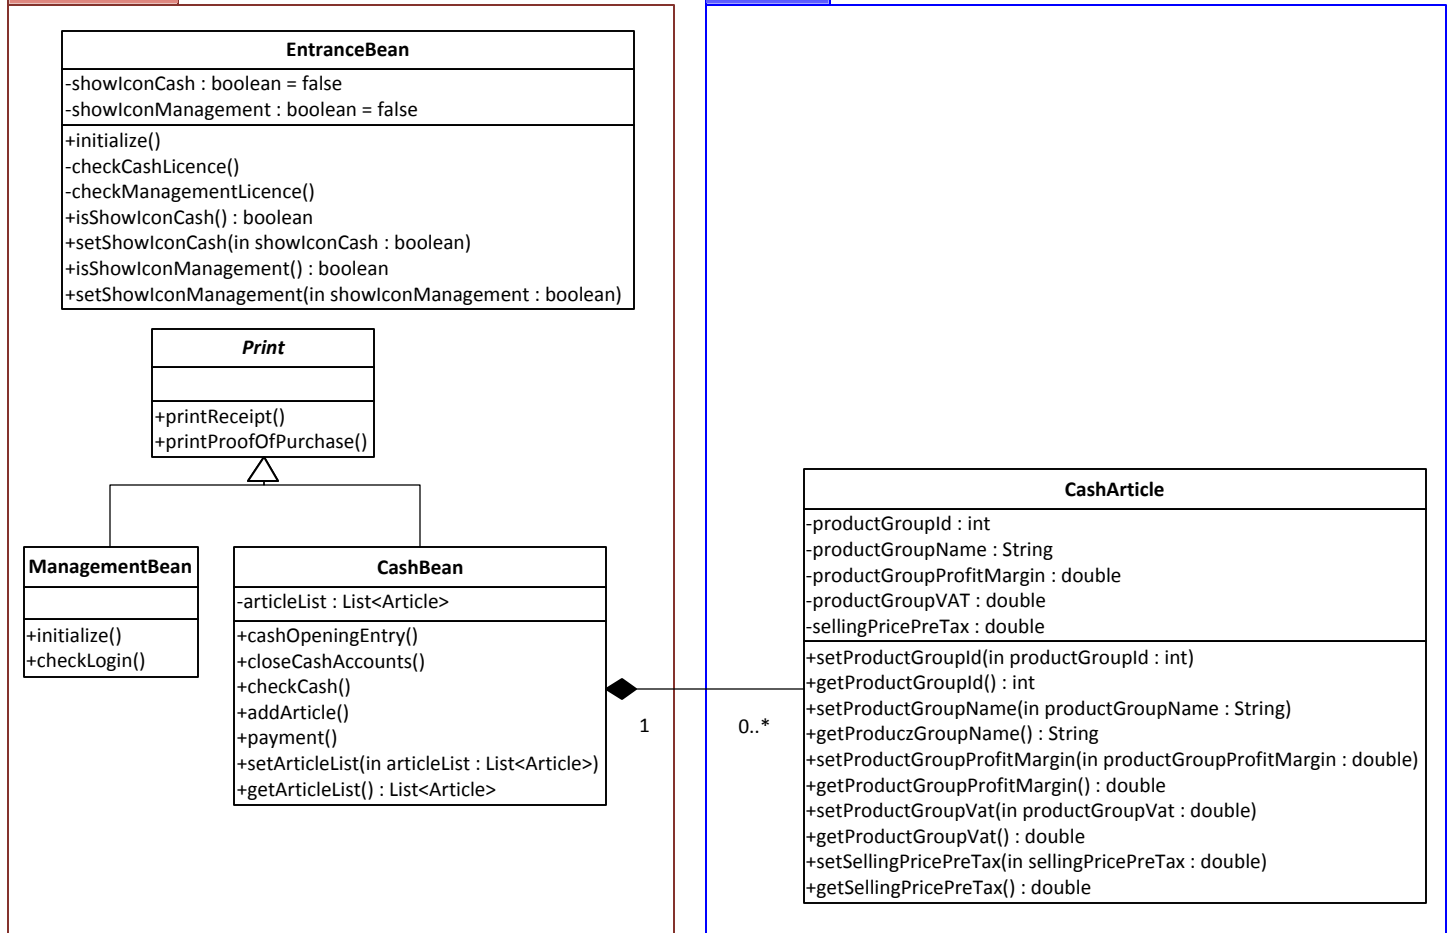 EntranceBean
-showIconCash : boolean = false
-showIconManagement : boolean = false
+initialize()
-checkCashLicence()
-checkManagementLicence()
+isShowIconCash() : boolean
+setShowIconCash(in showIconCash : boolean)
+isShowIconManagement() : boolean
+setShowIconManagement(in showIconManagement : boolean)
Print
+printReceipt()
+printProofOfPurchase()
ManagementBean
+initialize()
+checkLogin()
CashBean
-articleList : List<Article>
+cashOpeningEntry()
+closeCashAccounts()
+checkCash()
+addArticle()
+payment()
+setArticleList(in articleList : List<Article>)
+getArticleList() : List<Article>
1
0..*
CashArticle
-productGroupId : int
-productGroupName : String
-productGroupProfitMargin : double
-productGroupVAT : double
-sellingPricePreTax : double
+setProductGroupId(in productGroupId : int)
+getProductGroupId() : int
+setProductGroupName(in productGroupName : String)
+getProduczGroupName() : String
+setProductGroupProfitMargin(in productGroupProfitMargin : double)
+getProductGroupProfitMargin() : double
+setProductGroupVat(in productGroupVat : double)
+getProductGroupVat() : double
+setSellingPricePreTax(in sellingPricePreTax : double)
+getSellingPricePreTax() : double